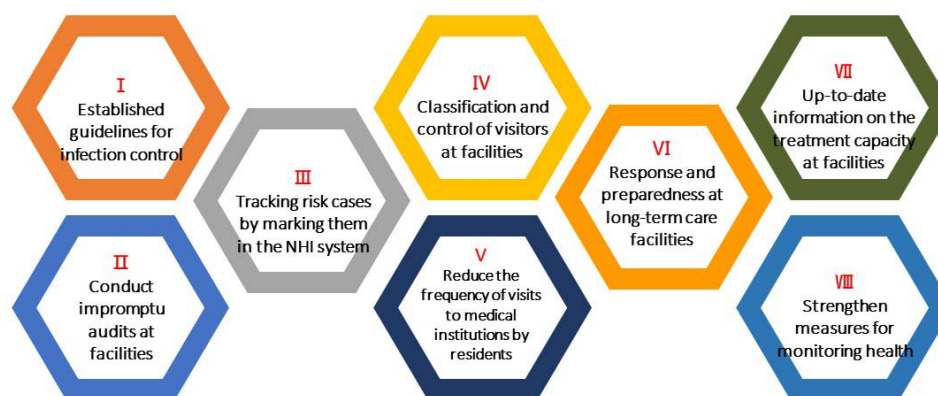 I
Established
guidelines for
infection control
II
Conduct
impromptu
audits at
facilities
III
Tracking risk cases
by marking them
in the NHI system
IV
Classification and
control of visitors
at facilities
V
Reduce the
frequency of visits
to medical
institutions by
residents
VI
Response and
preparedness at
long-term care
facilities
VII
Up-to-date
information on the
treatment capacity
at facilities
VIII
Strengthen
measures for
monitoring health